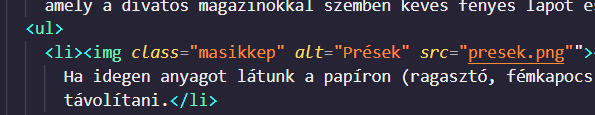 amely a divatos magazinokkal szemben kevés fényes lapot
<ul>
<li><img class="masikkep" alt="Prések" src="presek.png"">
Ha idegen anyagot látunk a papíron (ragasztó, fémkapocs
távolítani.</li>